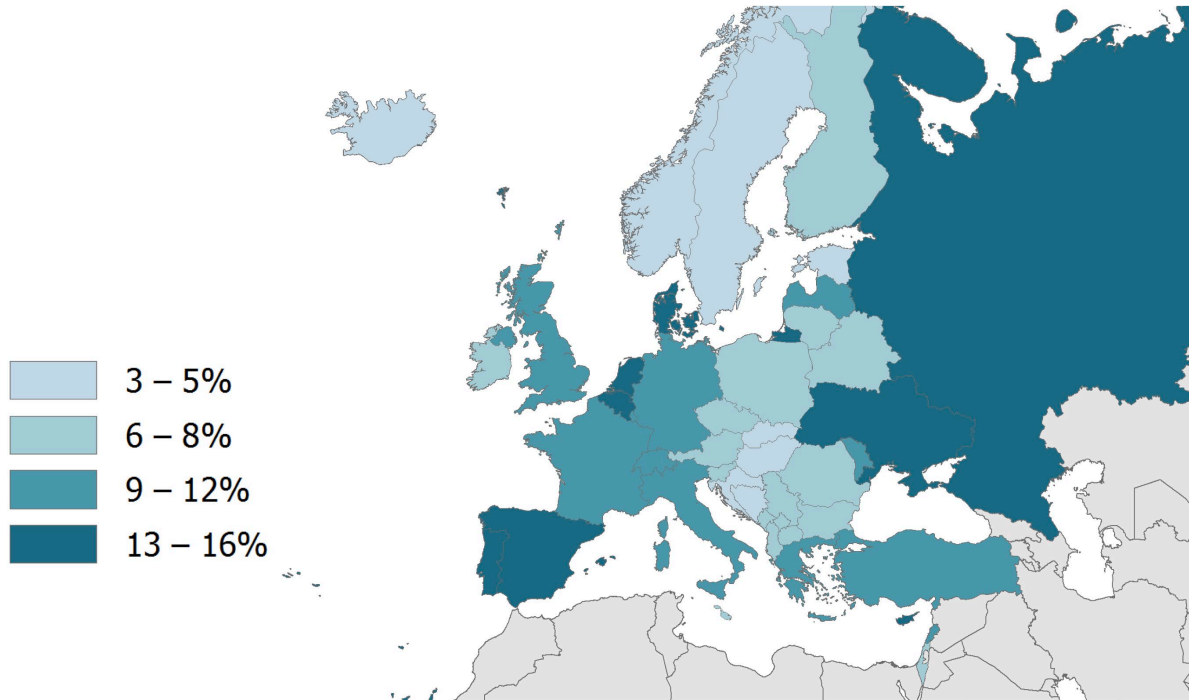 3 – 5%
6 – 8%
9 – 12%
13 – 16%